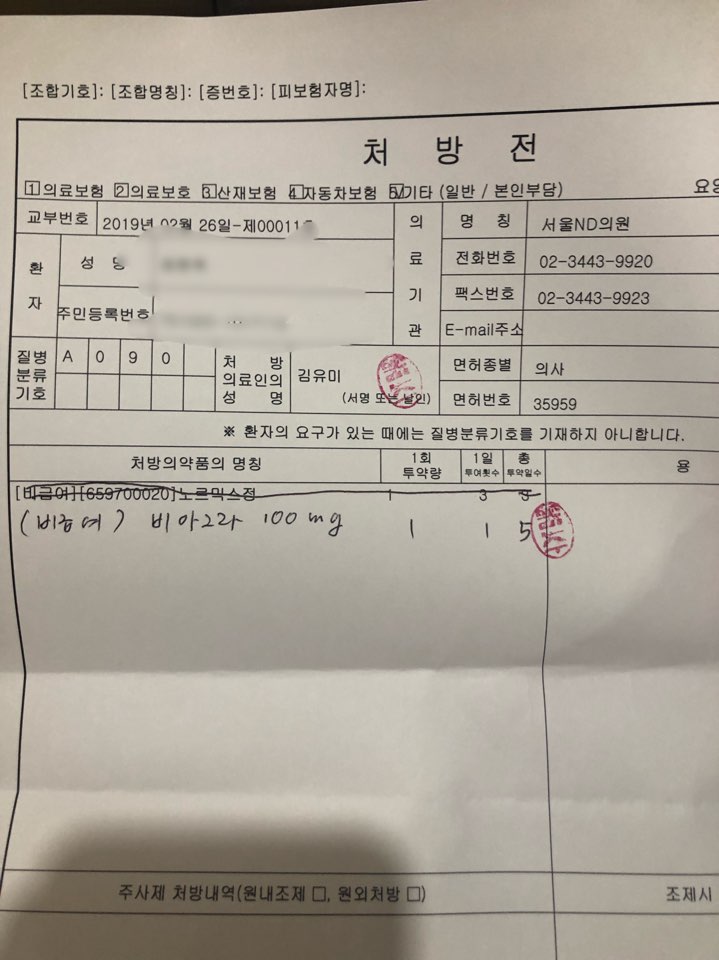 [조합기호]: [조합명칭]: [증번호]: [피보험자명]:
처 방 전
1 의료보험 2 의료보호 3 산재보험 4 자동차보험 5 기타 (일반 / 본인부담)
교부번호 2019년 02월 26일-제00011
환자 성 명
주민등록번호
의료기관 명 칭 서울ND의원
전화번호 02-3443-9920
팩스번호 02-3443-9923
E-mail주소
질병분류기호 A 0 9 0
처 방 의료인의 성 명 김유미 (서명 또는 날인)
면허종별 의사
면허번호 35959
※ 환자의 요구가 있는 때에는 질병분류기호를 기재하지 아니합니다.
처방의약품의 명칭 1회 투약량 1일 투여횟수 총 투약일수 용
[비급여][659700020]노르믹스정 1 3 5
(비급여) 비아그라 100mg 1 1 5
주사제 처방내역(원내조제 □, 원외처방 □) 조제시